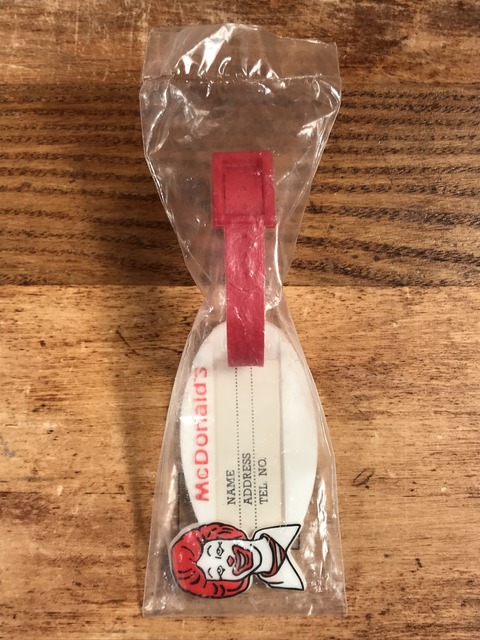 McDonald's
NAME
ADDRESS
TEL. NO.